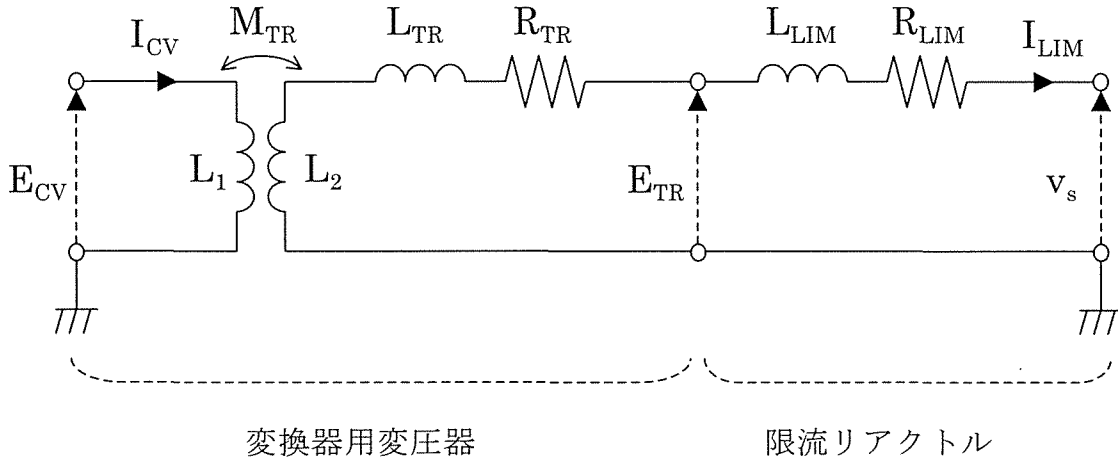 I_CV
M_TR
L_TR
R_TR
L_LIM
R_LIM
I_LIM
E_CV
L_1
L_2
E_TR
v_s
変換器用変圧器
限流リアクトル